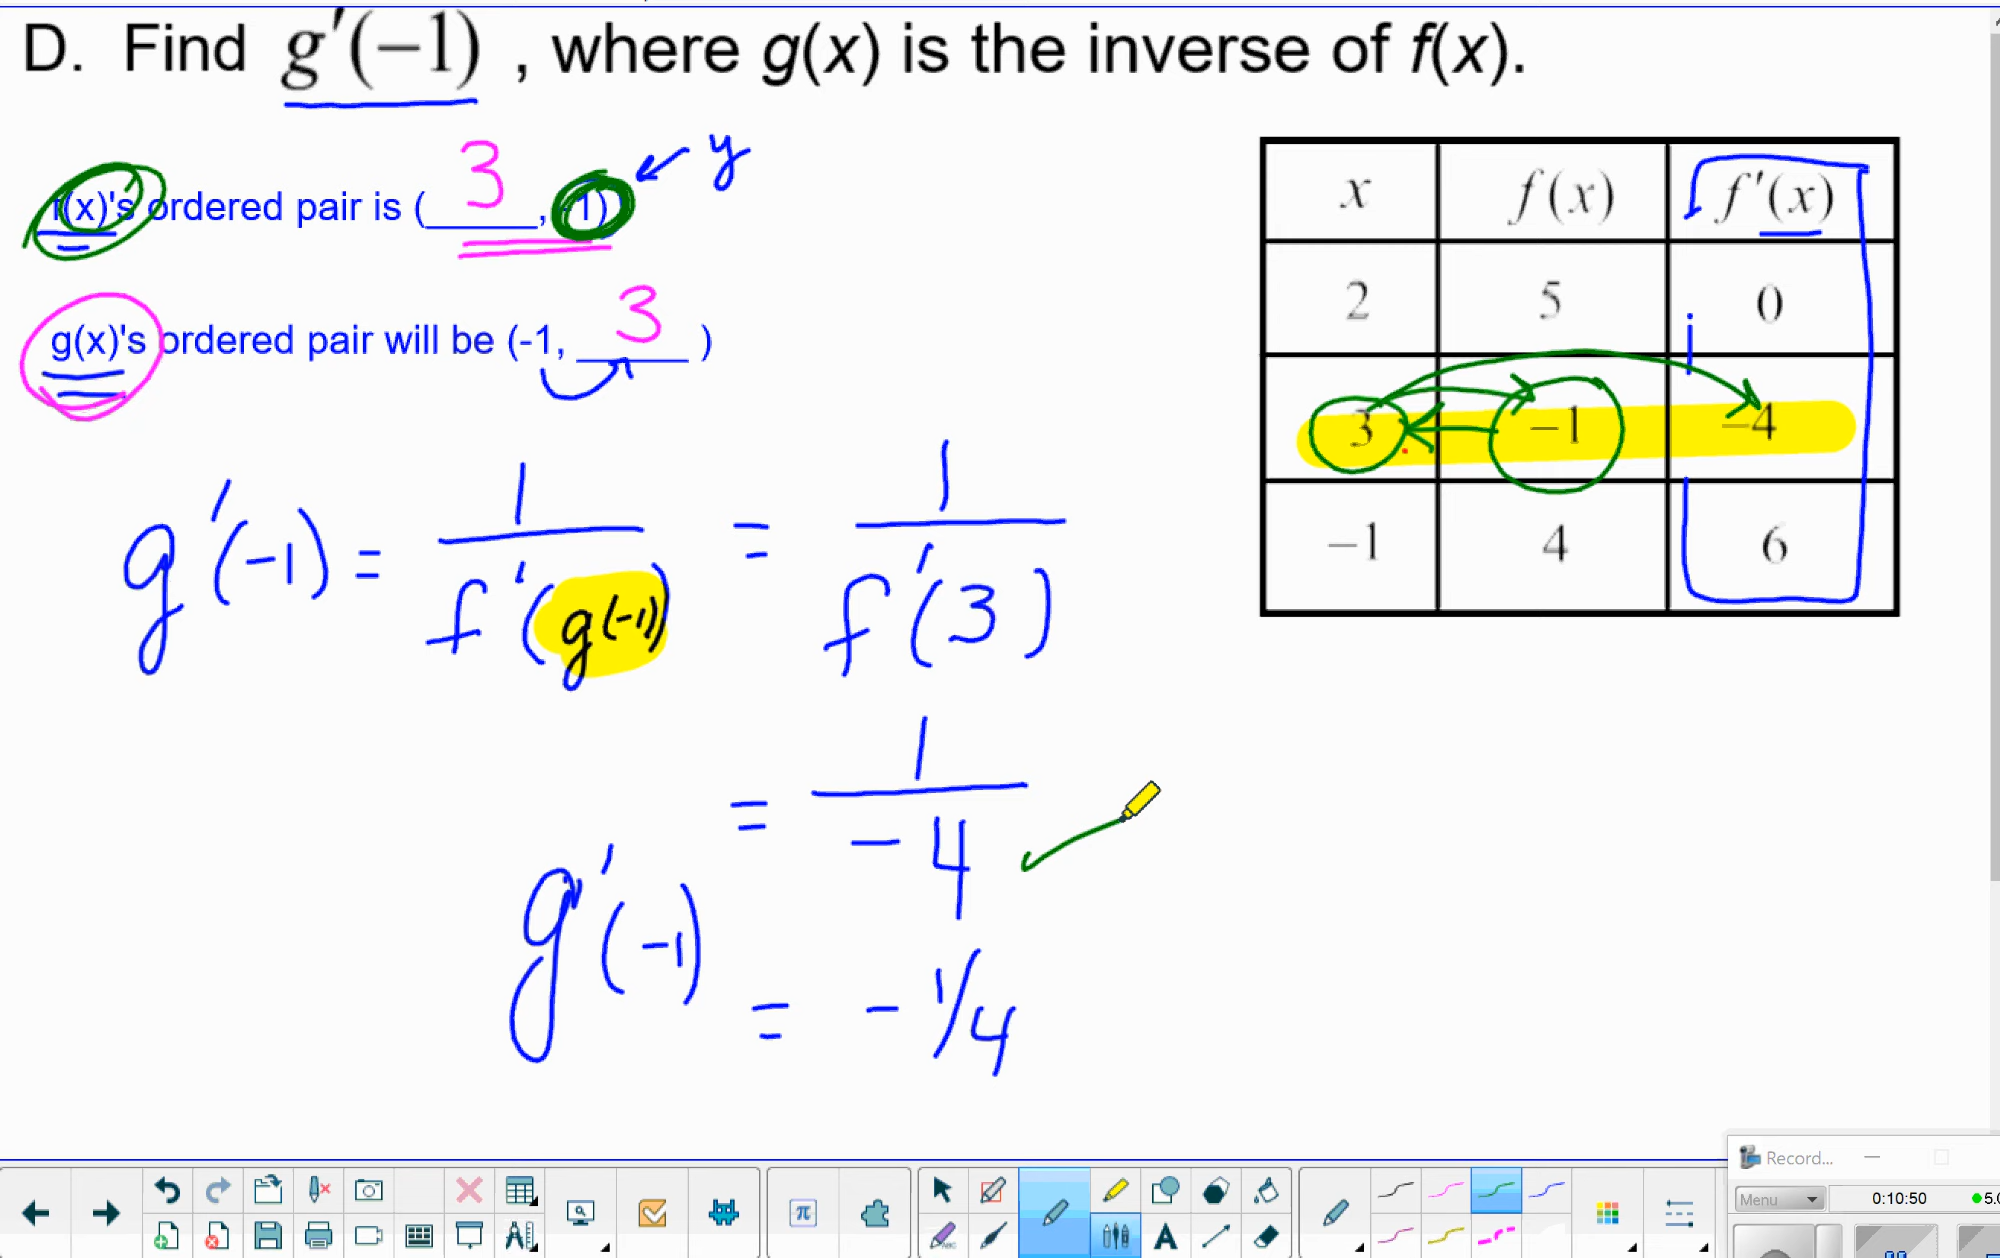 D. Find g'(−1) , where g(x) is the inverse of f(x).
y
f(x)'s ordered pair is ( 3 , -1)
g(x)'s ordered pair will be (-1, 3 )
x f(x) f'(x)
2 5 0
3 −1 −4
−1 4 6
g'(-1) = 1 / f'(g(-1)) = 1 / f'(3)
= 1 / -4
g'(-1)
= - 1/4
Record...
Menu 0:10:50 5.0